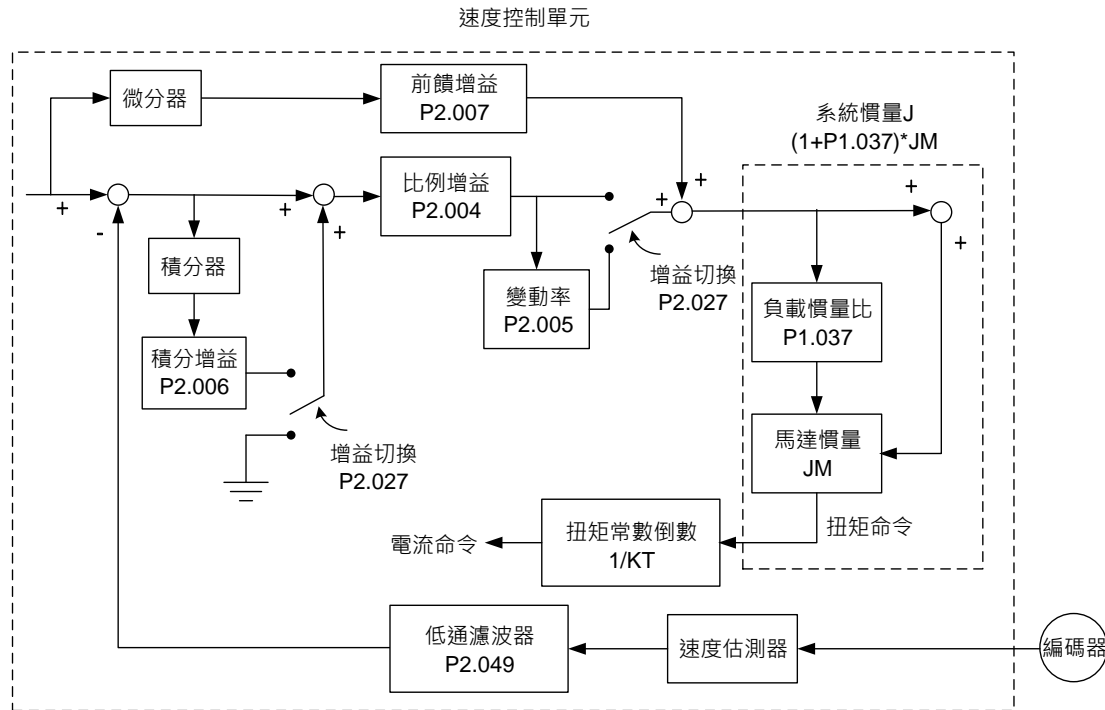 速度控制單元
微分器
前饋增益
P2.007
系統慣量J
(1+P1.037)*JM
+
-
+
+
比例增益
P2.004
+
+
+
+
積分器
積分增益
P2.006
增益切換
P2.027
變動率
P2.005
增益切換
P2.027
負載慣量比
P1.037
馬達慣量
JM
電流命令
扭矩常數倒數
1/KT
扭矩命令
低通濾波器
P2.049
速度估測器
編碼器